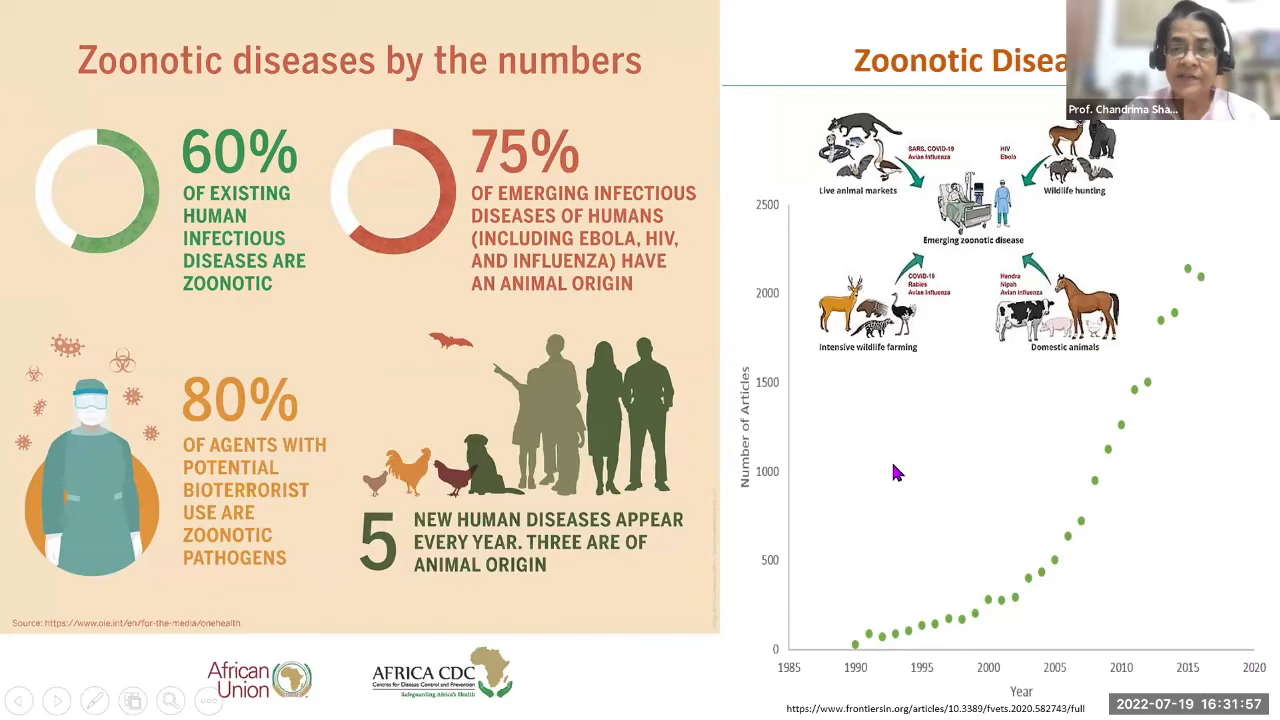 Zoonotic diseases by the numbers
60%
OF EXISTING
HUMAN
INFECTIOUS
DISEASES ARE
ZOONOTIC
75%
OF EMERGING INFECTIOUS
DISEASES OF HUMANS
(INCLUDING EBOLA, HIV,
AND INFLUENZA) HAVE
AN ANIMAL ORIGIN
80%
OF AGENTS WITH
POTENTIAL
BIOTERRORIST
USE ARE
ZOONOTIC
PATHOGENS
5
NEW HUMAN DISEASES APPEAR
EVERY YEAR. THREE ARE OF
ANIMAL ORIGIN
Source: https://www.oie.int/en/for-the-media/onehealth
African
Union
AFRICA CDC
Centres for Disease Control and Prevention
Safeguarding Africa's Health
Zoonotic Disea
Prof. Chandrima Sha...
SARS, COVID-19
Avian Influenza
HIV
Ebola
Live animal markets
Wildlife hunting
Emerging zoonotic disease
COVID-19
Rabies
Avian Influenza
Hendra
Nipah
Avian Influenza
Intensive wildlife farming
Domestic animals
Number of Articles
2500
2000
1500
1000
500
0
1985
1990
1995
2000
2005
2010
2015
2020
Year
https://www.frontiersin.org/articles/10.3389/fvets.2020.582743/full
2022-07-19 16:31:57